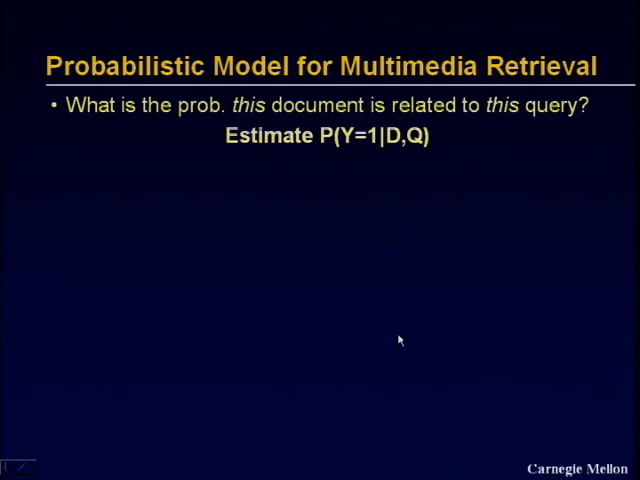 Probabilistic Model for Multimedia Retrieval
• What is the prob. this document is related to this query?
Estimate P(Y=1|D,Q)
Carnegie Mellon